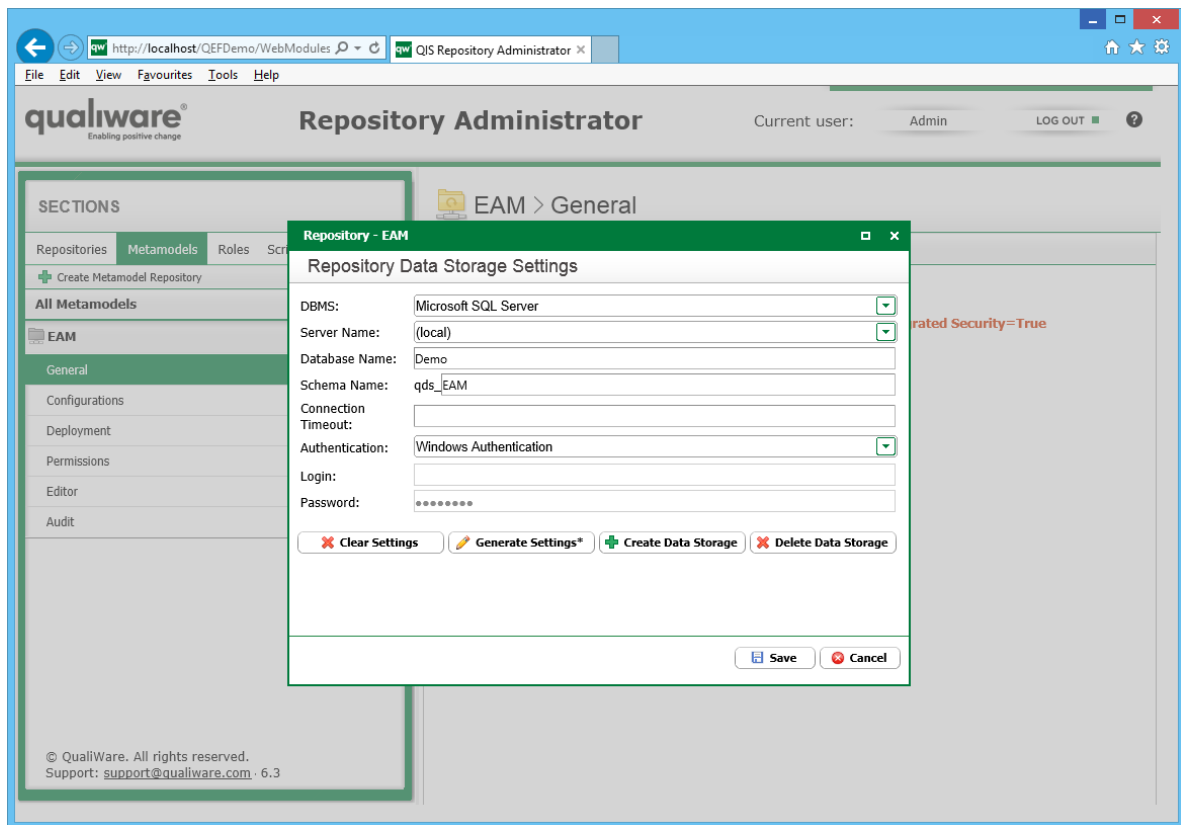 http://localhost/QEFDemo/WebModules
qw QIS Repository Administrator
File Edit View Favourites Tools Help
qualiware®
Enabling positive change
Repository Administrator
Current user: Admin LOG OUT
SECTIONS
EAM > General
Repositories Metamodels Roles Scri
Create Metamodel Repository
All Metamodels
EAM
General
Configurations
Deployment
Permissions
Editor
Audit
grated Security=True
Repository - EAM
Repository Data Storage Settings
DBMS: Microsoft SQL Server
Server Name: (local)
Database Name: Demo
Schema Name: qds_EAM
Connection
Timeout:
Authentication: Windows Authentication
Login:
Password: ●●●●●●●●
Clear Settings Generate Settings* Create Data Storage Delete Data Storage
Save Cancel
© QualiWare. All rights reserved.
Support: support@qualiware.com · 6.3